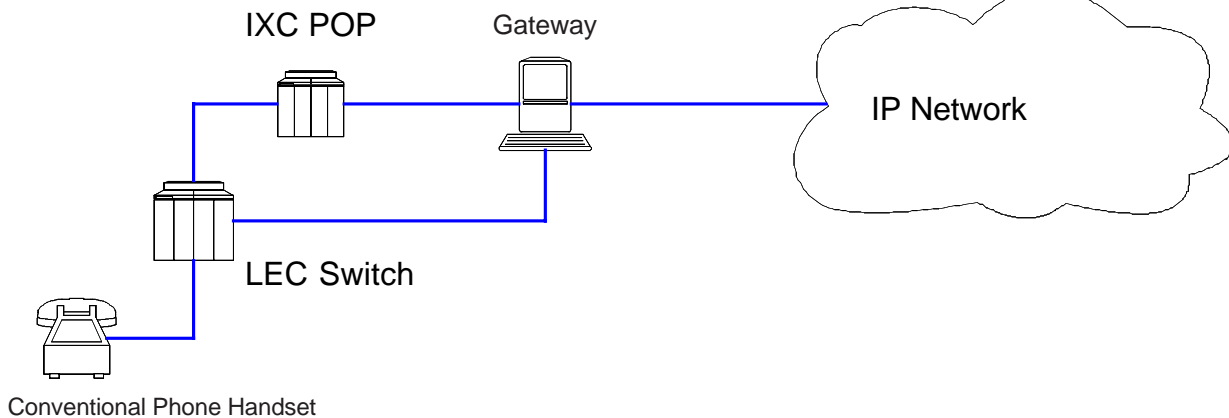 IXC POP
Gateway
IP Network
LEC Switch
Conventional Phone Handset